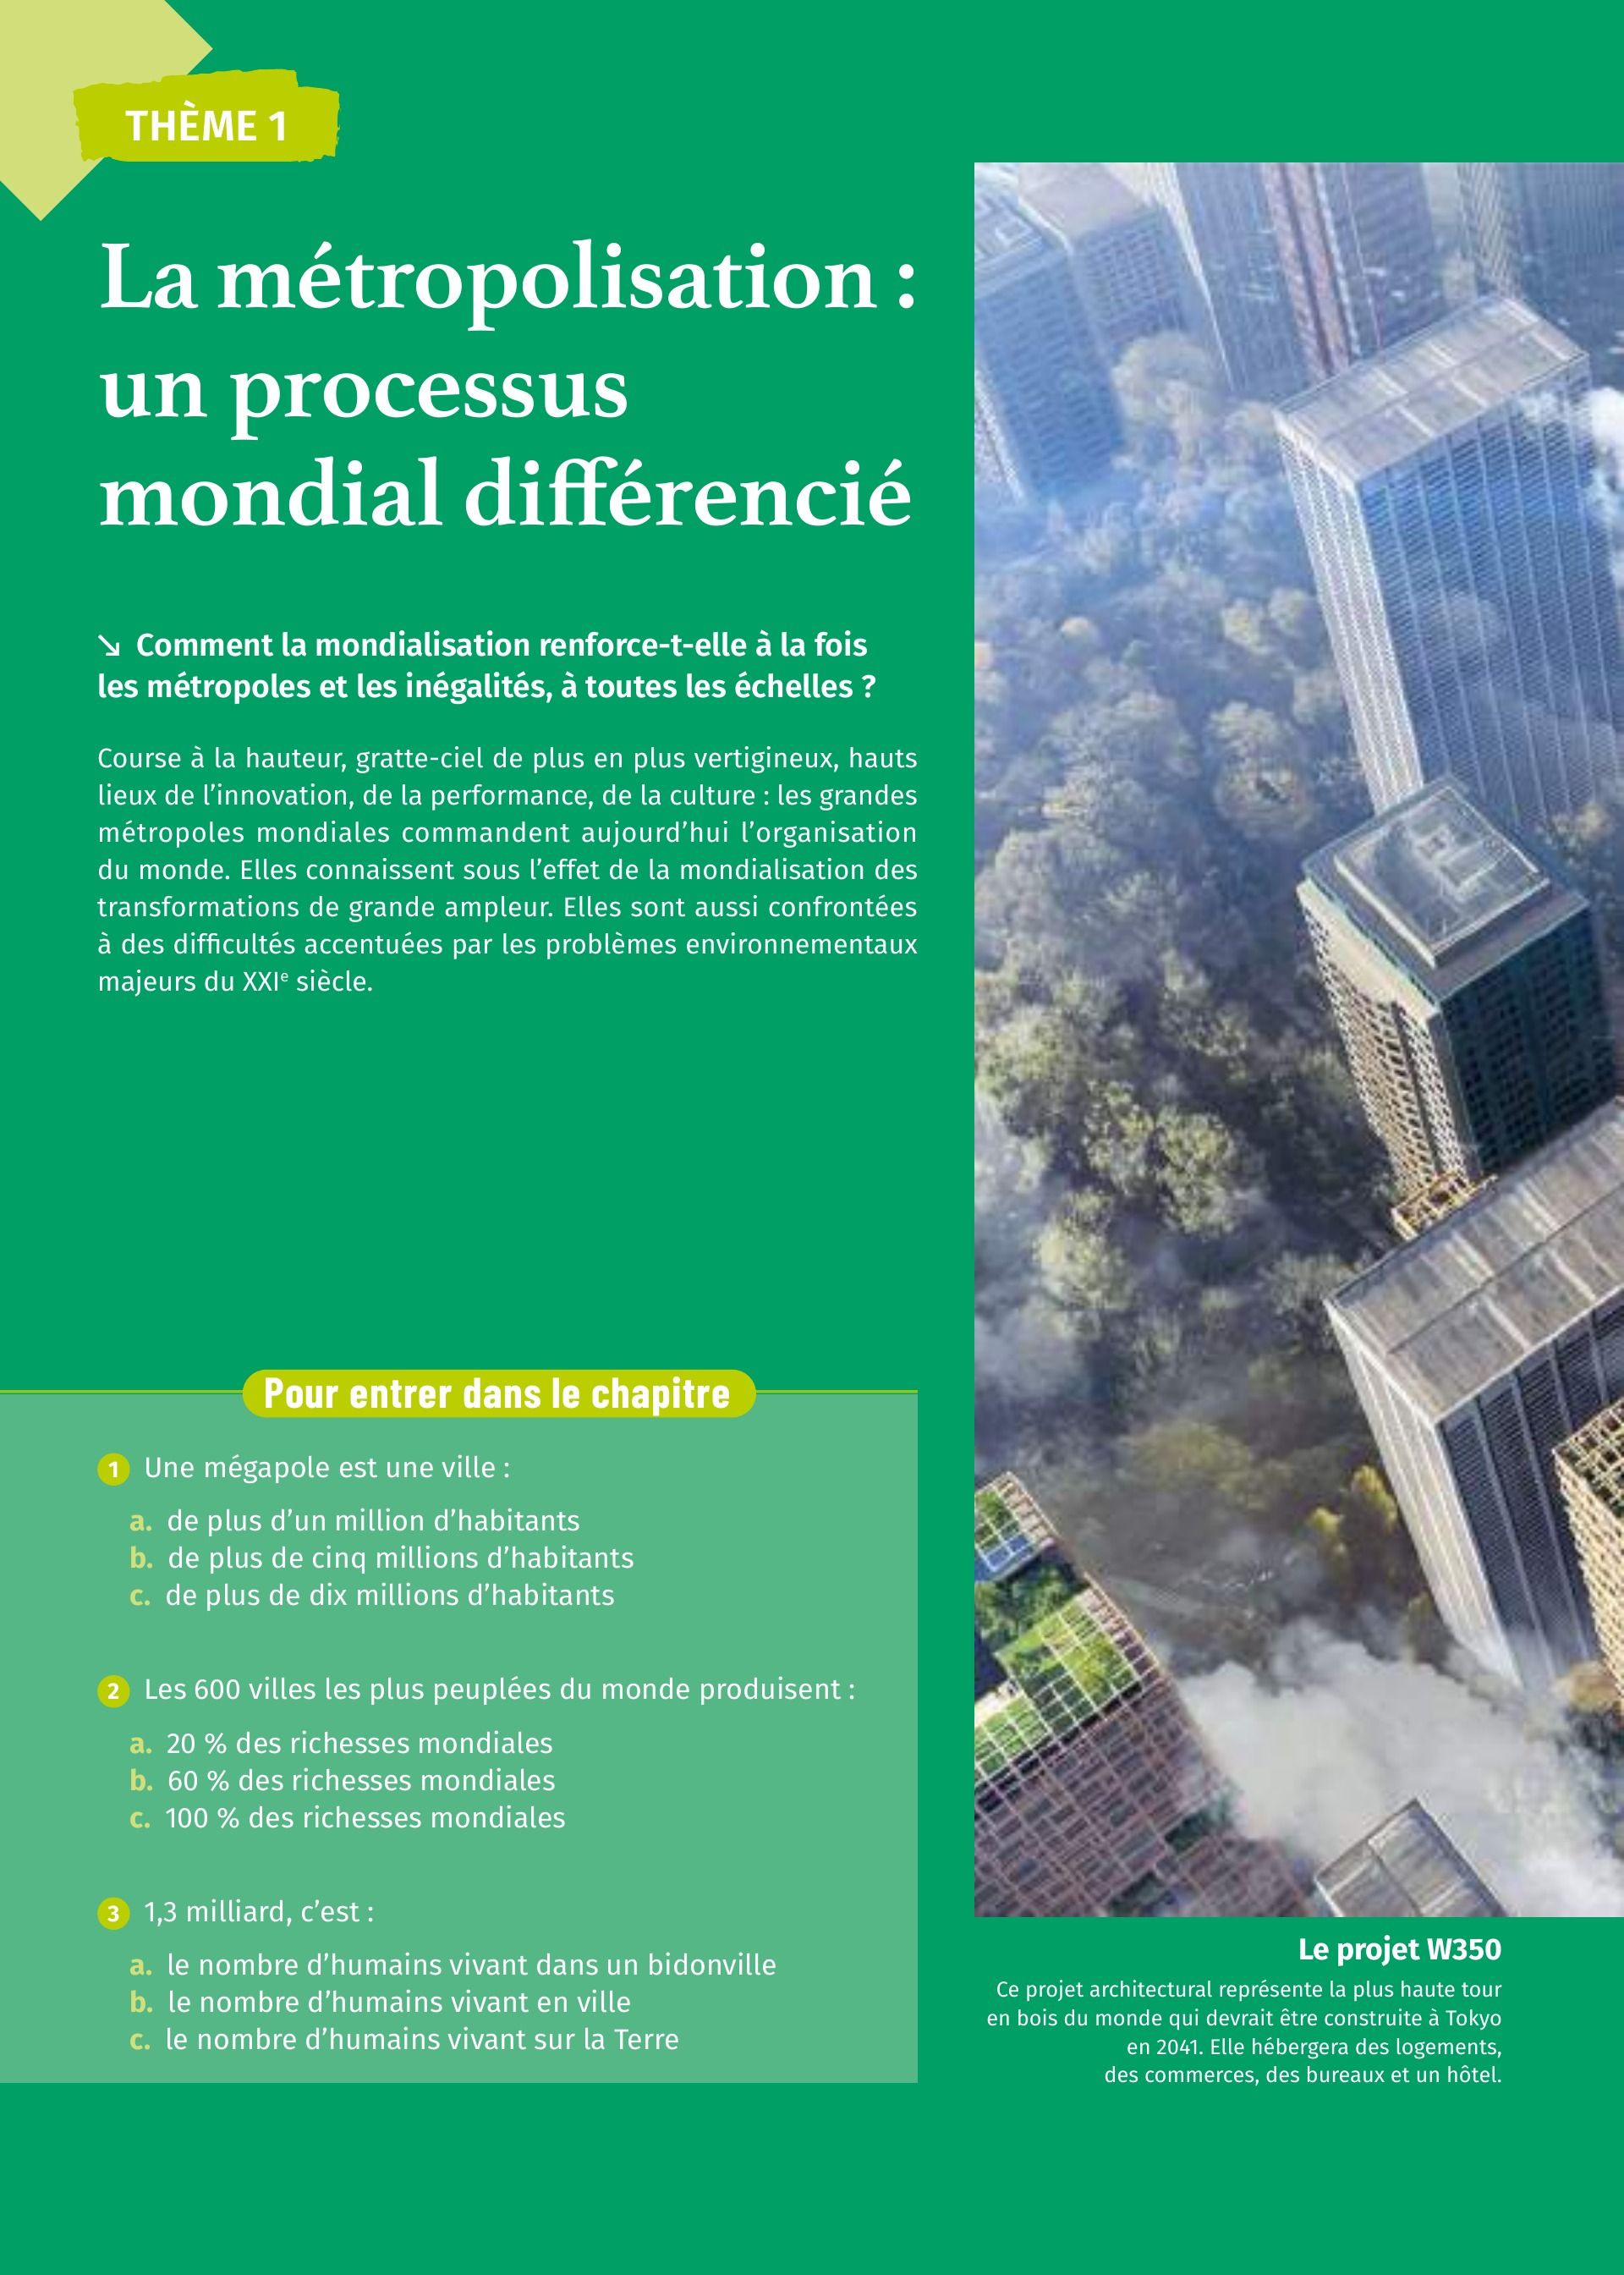 THÈME 1
La métropolisation :
un processus
mondial différencié
↘ Comment la mondialisation renforce-t-elle à la fois
les métropoles et les inégalités, à toutes les échelles ?
Course à la hauteur, gratte-ciel de plus en plus vertigineux, hauts
lieux de l’innovation, de la performance, de la culture : les grandes
métropoles mondiales commandent aujourd’hui l’organisation
du monde. Elles connaissent sous l’effet de la mondialisation des
transformations de grande ampleur. Elles sont aussi confrontées
à des difficultés accentuées par les problèmes environnementaux
majeurs du XXIe siècle.
Pour entrer dans le chapitre
1 Une mégapole est une ville :
a. de plus d’un million d’habitants
b. de plus de cinq millions d’habitants
c. de plus de dix millions d’habitants
2 Les 600 villes les plus peuplées du monde produisent :
a. 20 % des richesses mondiales
b. 60 % des richesses mondiales
c. 100 % des richesses mondiales
3 1,3 milliard, c’est :
a. le nombre d’humains vivant dans un bidonville
b. le nombre d’humains vivant en ville
c. le nombre d’humains vivant sur la Terre
Le projet W350
Ce projet architectural représente la plus haute tour
en bois du monde qui devrait être construite à Tokyo
en 2041. Elle hébergera des logements,
des commerces, des bureaux et un hôtel.